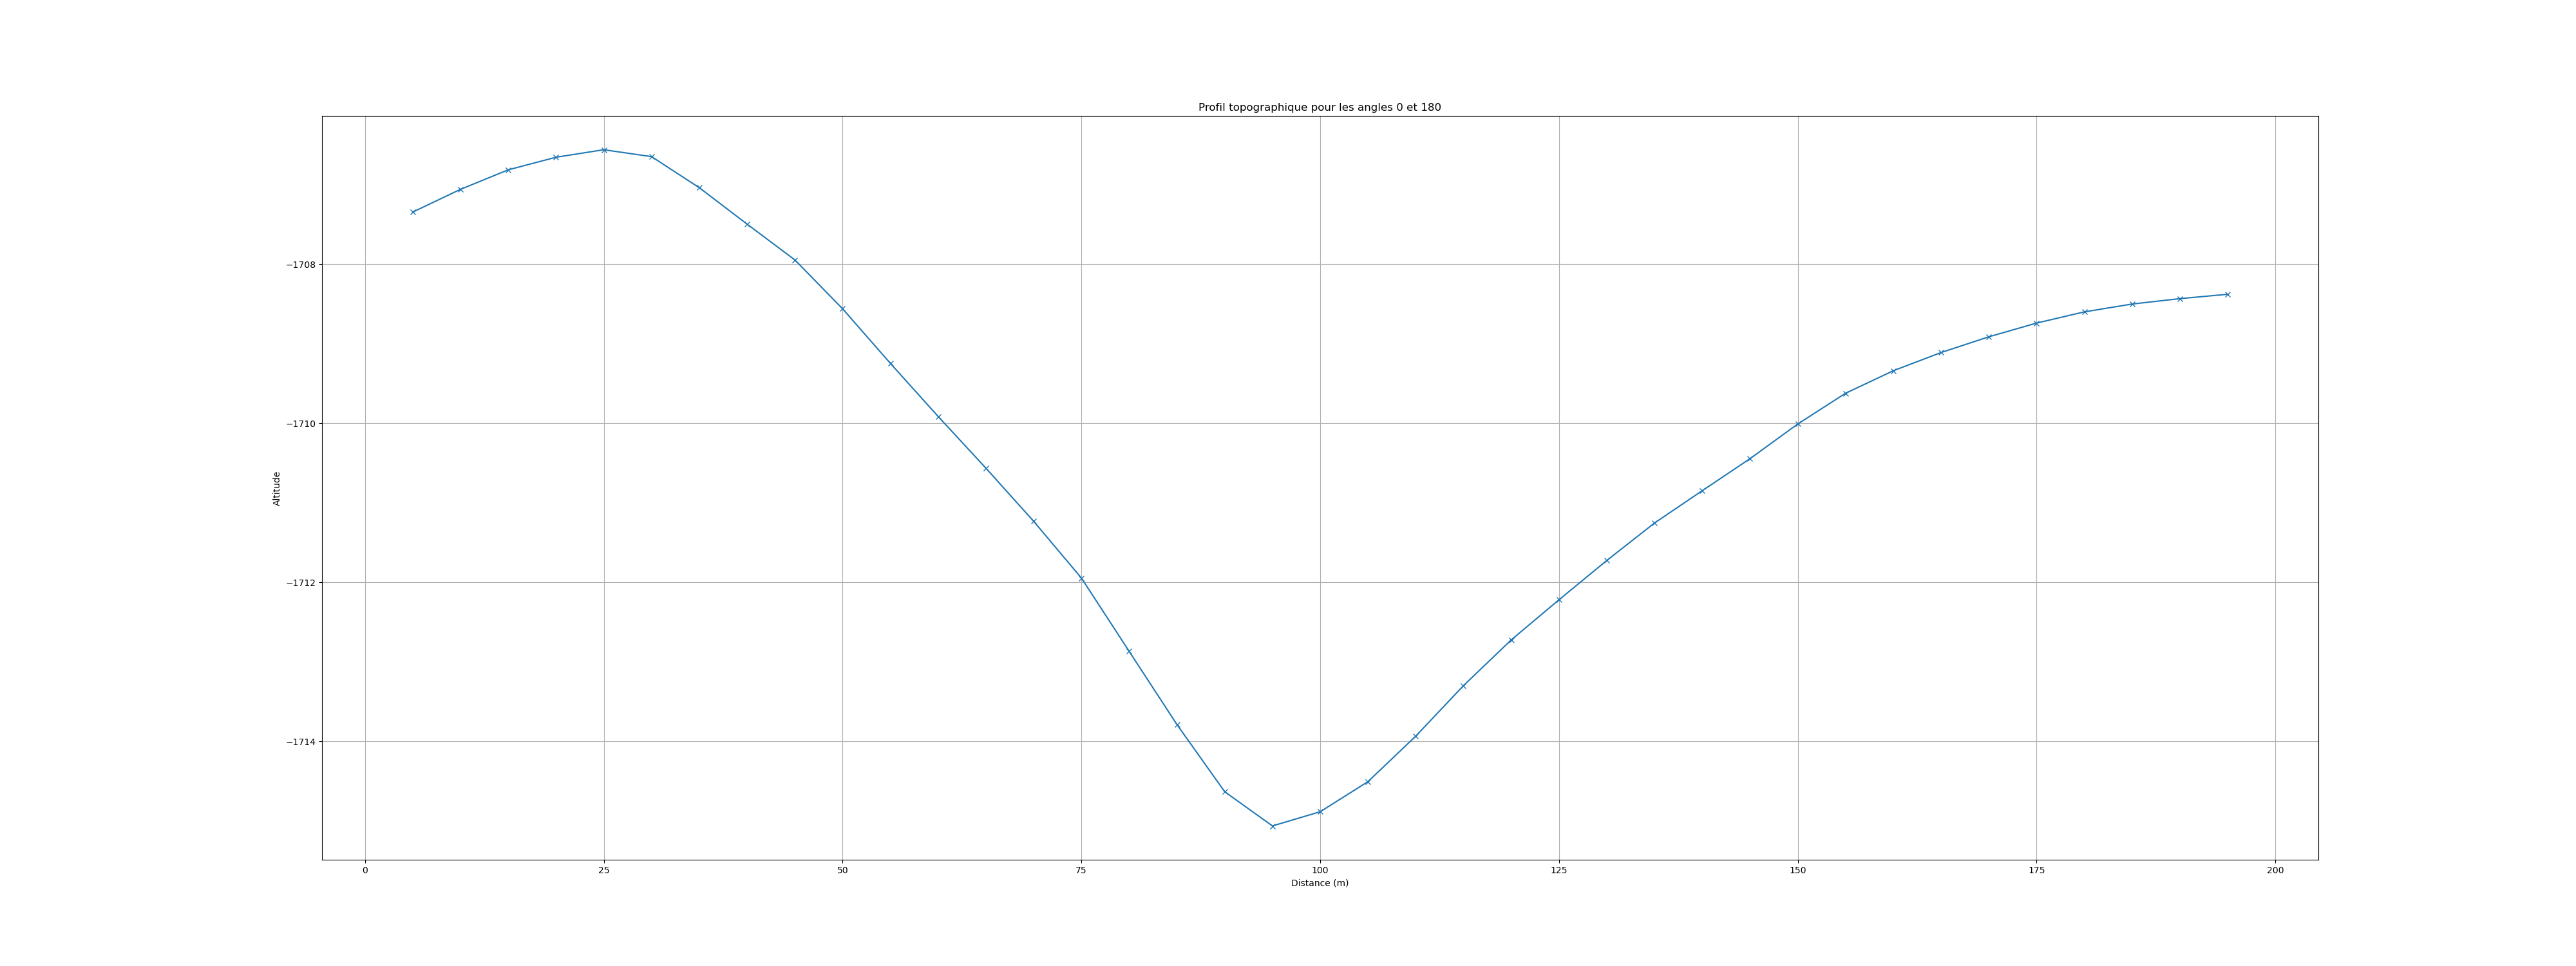 Profil topographique pour les angles 0 et 180
−1708
−1710
−1712
−1714
Altitude
0 25 50 75 100 125 150 175 200
Distance (m)